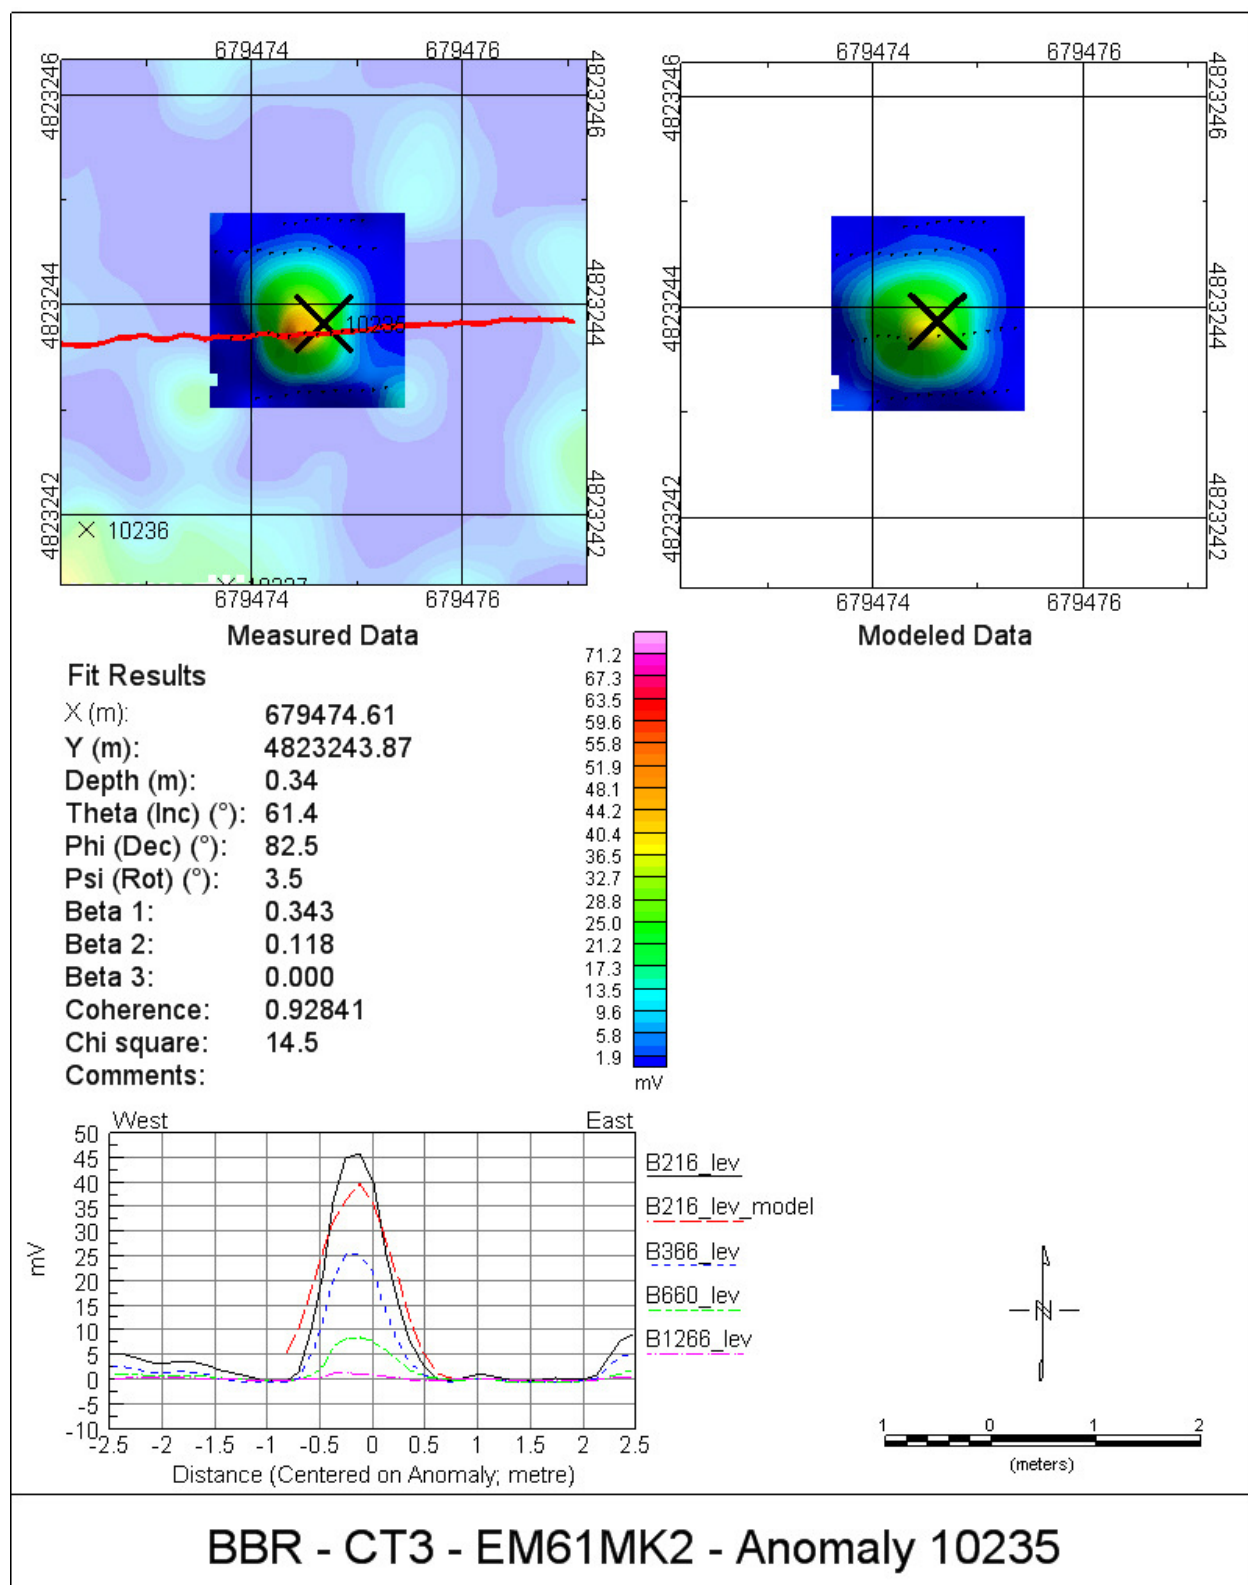 679474 679476
679474 679476
4823246 4823246
4823246 4823246
4823244 4823244
4823244 4823244
10235
4823242 4823242
4823242 4823242
10236
679474 679476
679474 679476
Measured Data
Modeled Data
Fit Results
X (m): 679474.61
Y (m): 4823243.87
Depth (m): 0.34
Theta (Inc) (°): 61.4
Phi (Dec) (°): 82.5
Psi (Rot) (°): 3.5
Beta 1: 0.343
Beta 2: 0.118
Beta 3: 0.000
Coherence: 0.92841
Chi square: 14.5
Comments:
71.2
67.3
63.5
59.6
55.8
51.9
48.1
44.2
40.4
36.5
32.7
28.8
25.0
21.2
17.3
13.5
9.6
5.8
1.9
mV
West East
50
45
40
35
30
25
20
15
10
5
0
-5
-10
mV
-2.5 -2 -1.5 -1 -0.5 0 0.5 1 1.5 2 2.5
Distance (Centered on Anomaly; metre)
B216_lev
B216_lev_model
B366_lev
B660_lev
B1266_lev
N
1 0 1 2
(meters)
BBR - CT3 - EM61MK2 - Anomaly 10235